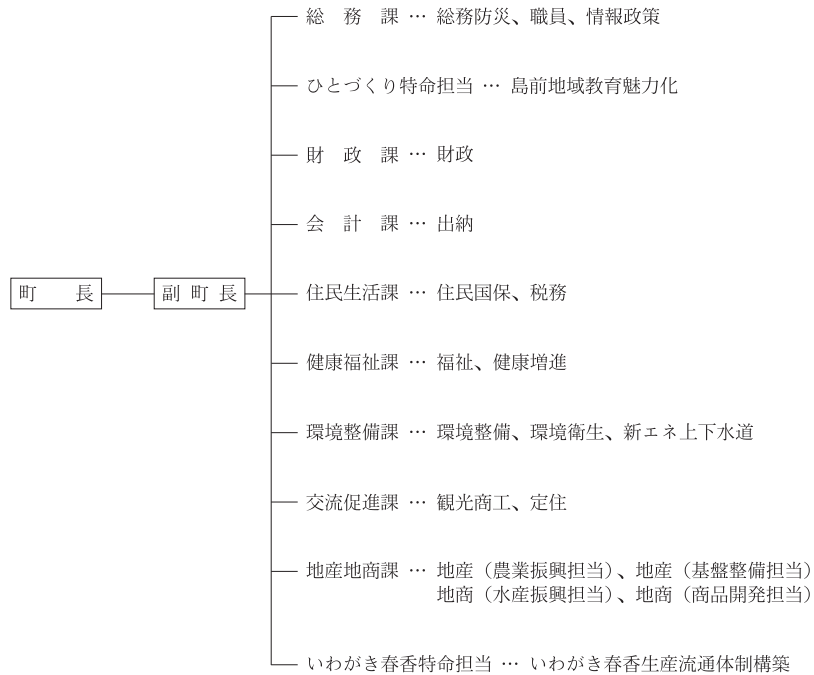 総務課 … 総務防災、職員、情報政策
ひとづくり特命担当 … 島前地域教育魅力化
財政課 … 財政
会計課 … 出納
町長
副町長
住民生活課 … 住民国保、税務
健康福祉課 … 福祉、健康増進
環境整備課 … 環境整備、環境衛生、新エネ上下水道
交流促進課 … 観光商工、定住
地産地商課 … 地産（農業振興担当）、地産（基盤整備担当）
地商（水産振興担当）、地商（商品開発担当）
いわがき春香特命担当 … いわがき春香生産流通体制構築